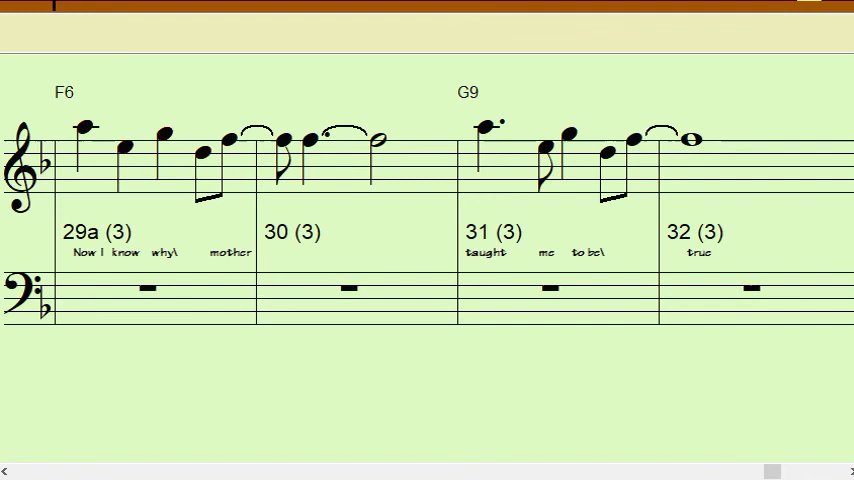 F6 G9
29a (3) 30 (3) 31 (3) 32 (3)
Now I know why\ mother taught me to be\ true